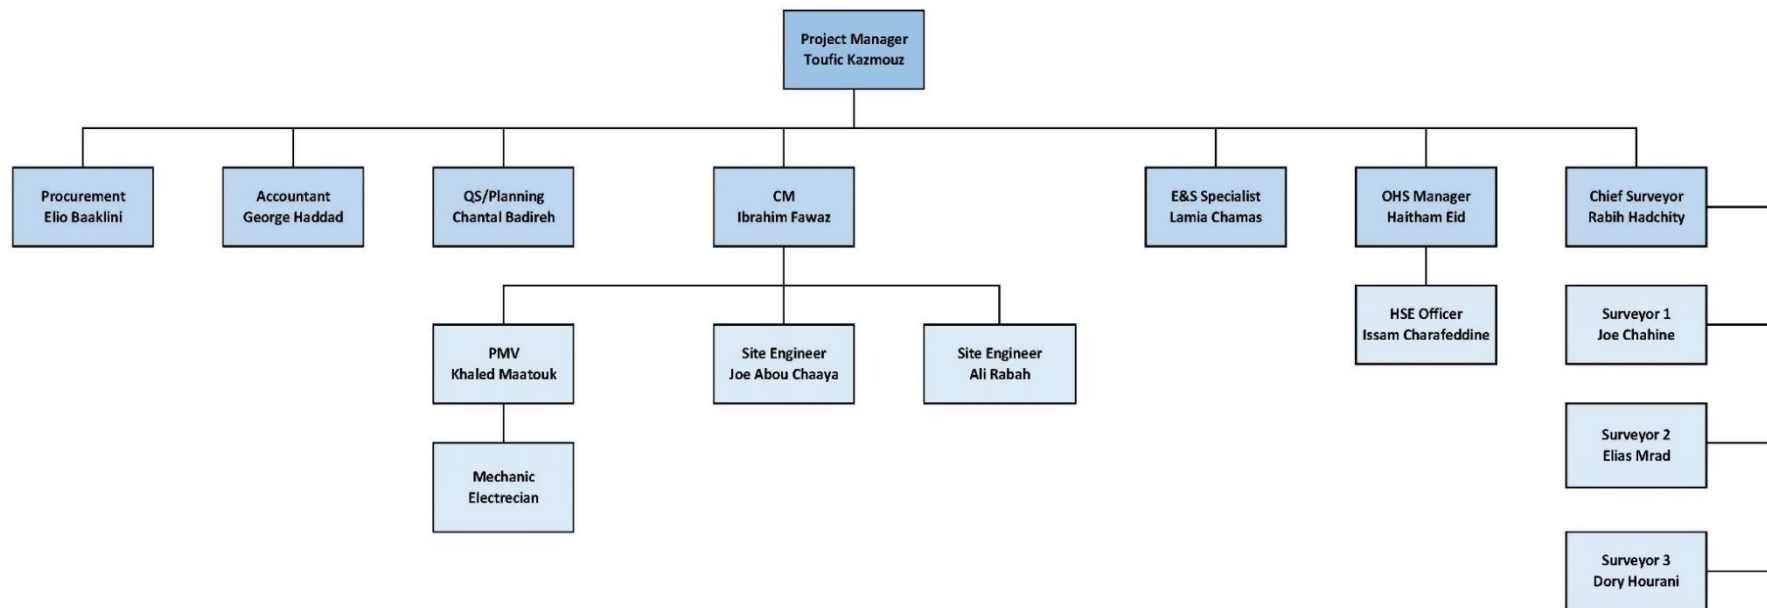 Project Manager
Toufic Kazmouz
Procurement
Elio Baaklini
Accountant
George Haddad
QS/Planning
Chantal Badireh
CM
Ibrahim Fawaz
E&S Specialist
Lamia Chamas
OHS Manager
Haitham Eid
Chief Surveyor
Rabih Hadchity
PMV
Khaled Maatouk
Site Engineer
Joe Abou Chaaya
Site Engineer
Ali Rabah
HSE Officer
Issam Charafeddine
Surveyor 1
Joe Chahine
Mechanic
Electrecian
Surveyor 2
Elias Mrad
Surveyor 3
Dory Hourani